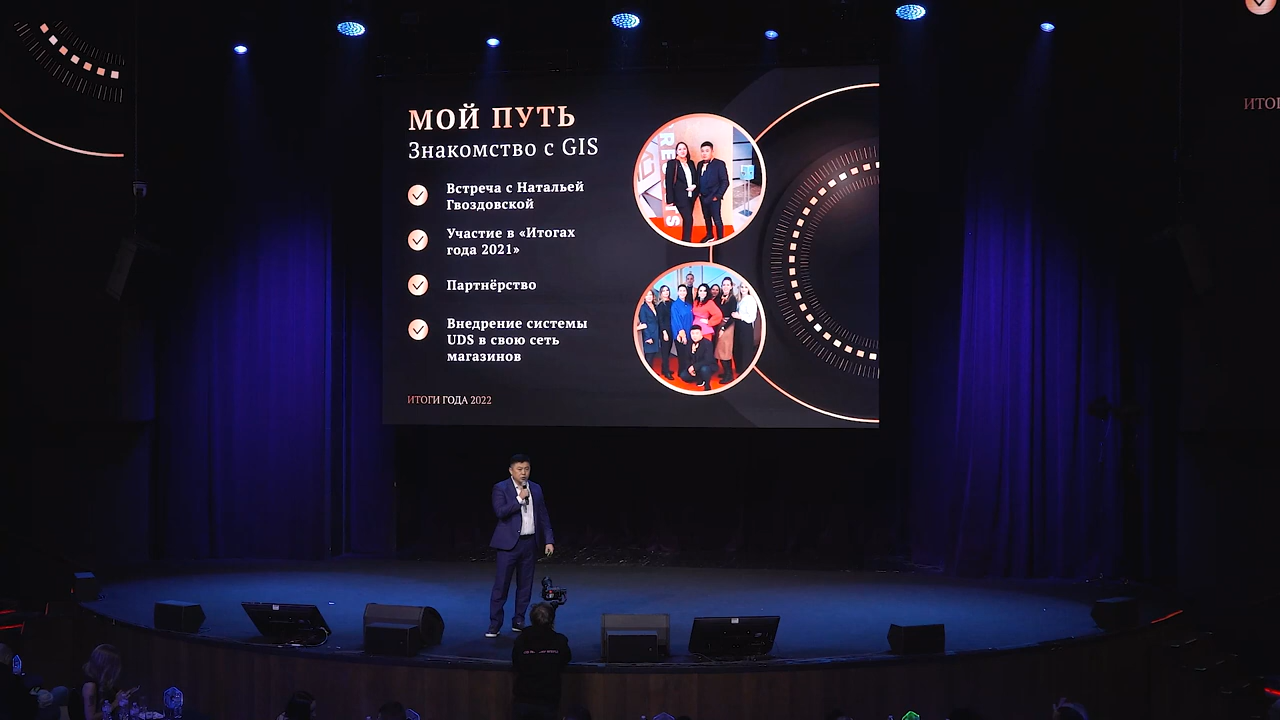 МОЙ ПУТЬ
Знакомство с GIS
Встреча с Натальей
Гвоздовской
Участие в «Итогах
года 2021»
Партнёрство
Внедрение системы
UDS в свою сеть
магазинов
ИТОГИ ГОДА 2022